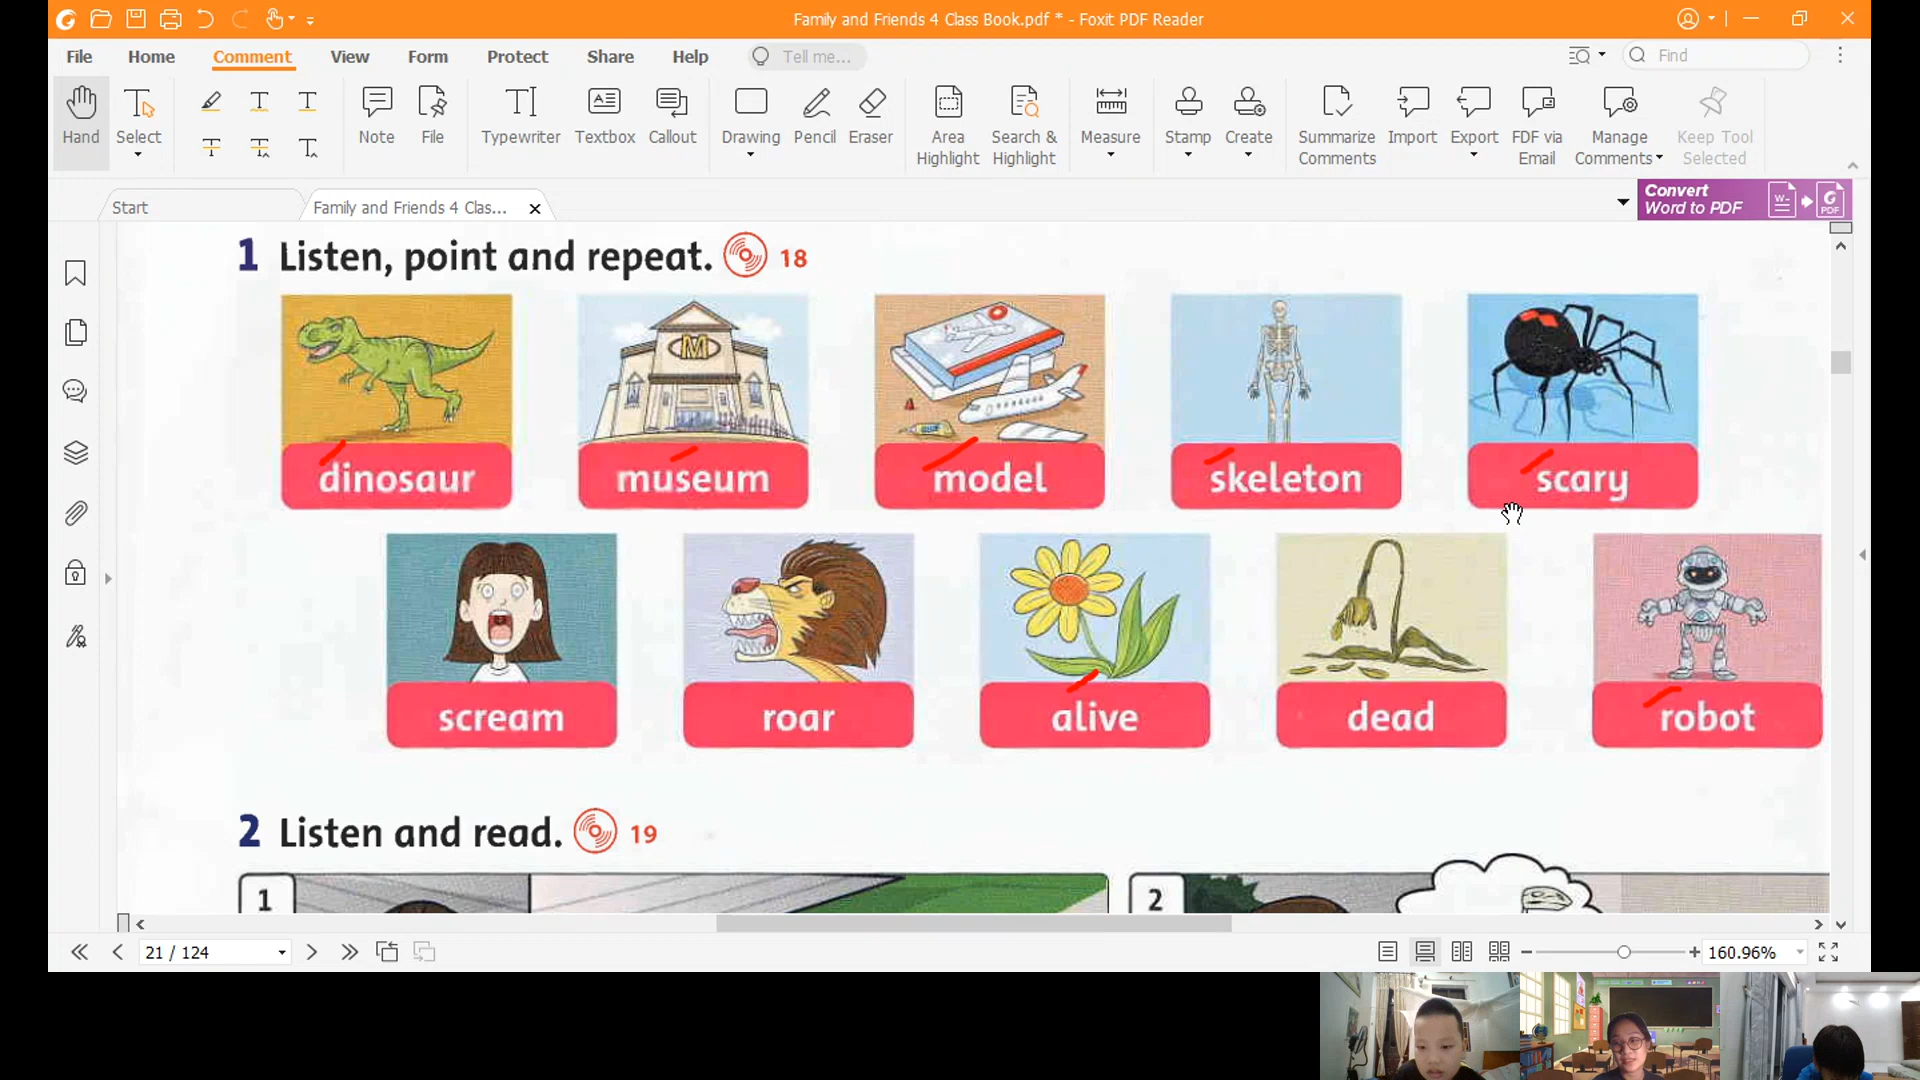 Family and Friends 4 Class Book.pdf * - Foxit PDF Reader
File Home Comment View Form Protect Share Help Tell me... Find
Hand Select Note File Typewriter Textbox Callout Drawing Pencil Eraser Area Highlight Search & Highlight Measure Stamp Create Summarize Comments Import Export FDF via Email Manage Comments Keep Tool Selected
Start Family and Friends 4 Clas... Convert Word to PDF
1 Listen, point and repeat. 18
M
dinosaur museum model skeleton scary
scream roar alive dead robot
2 Listen and read. 19
1 2
21 / 124 160.96%